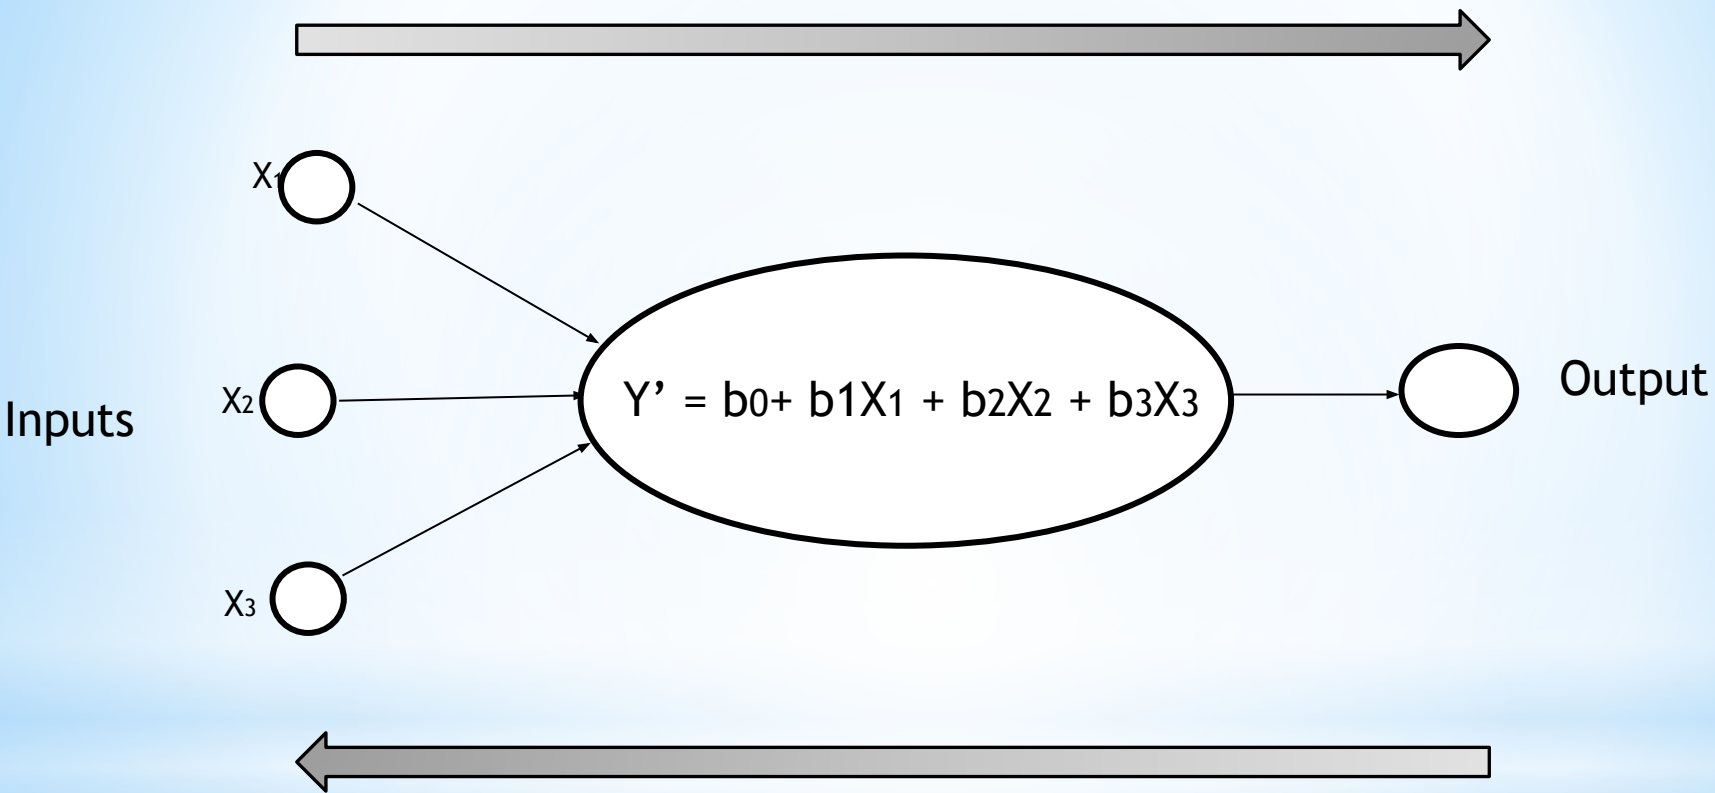 X1
Inputs
X2
Y’ = b0+ b1X1 + b2X2 + b3X3
Output
X3